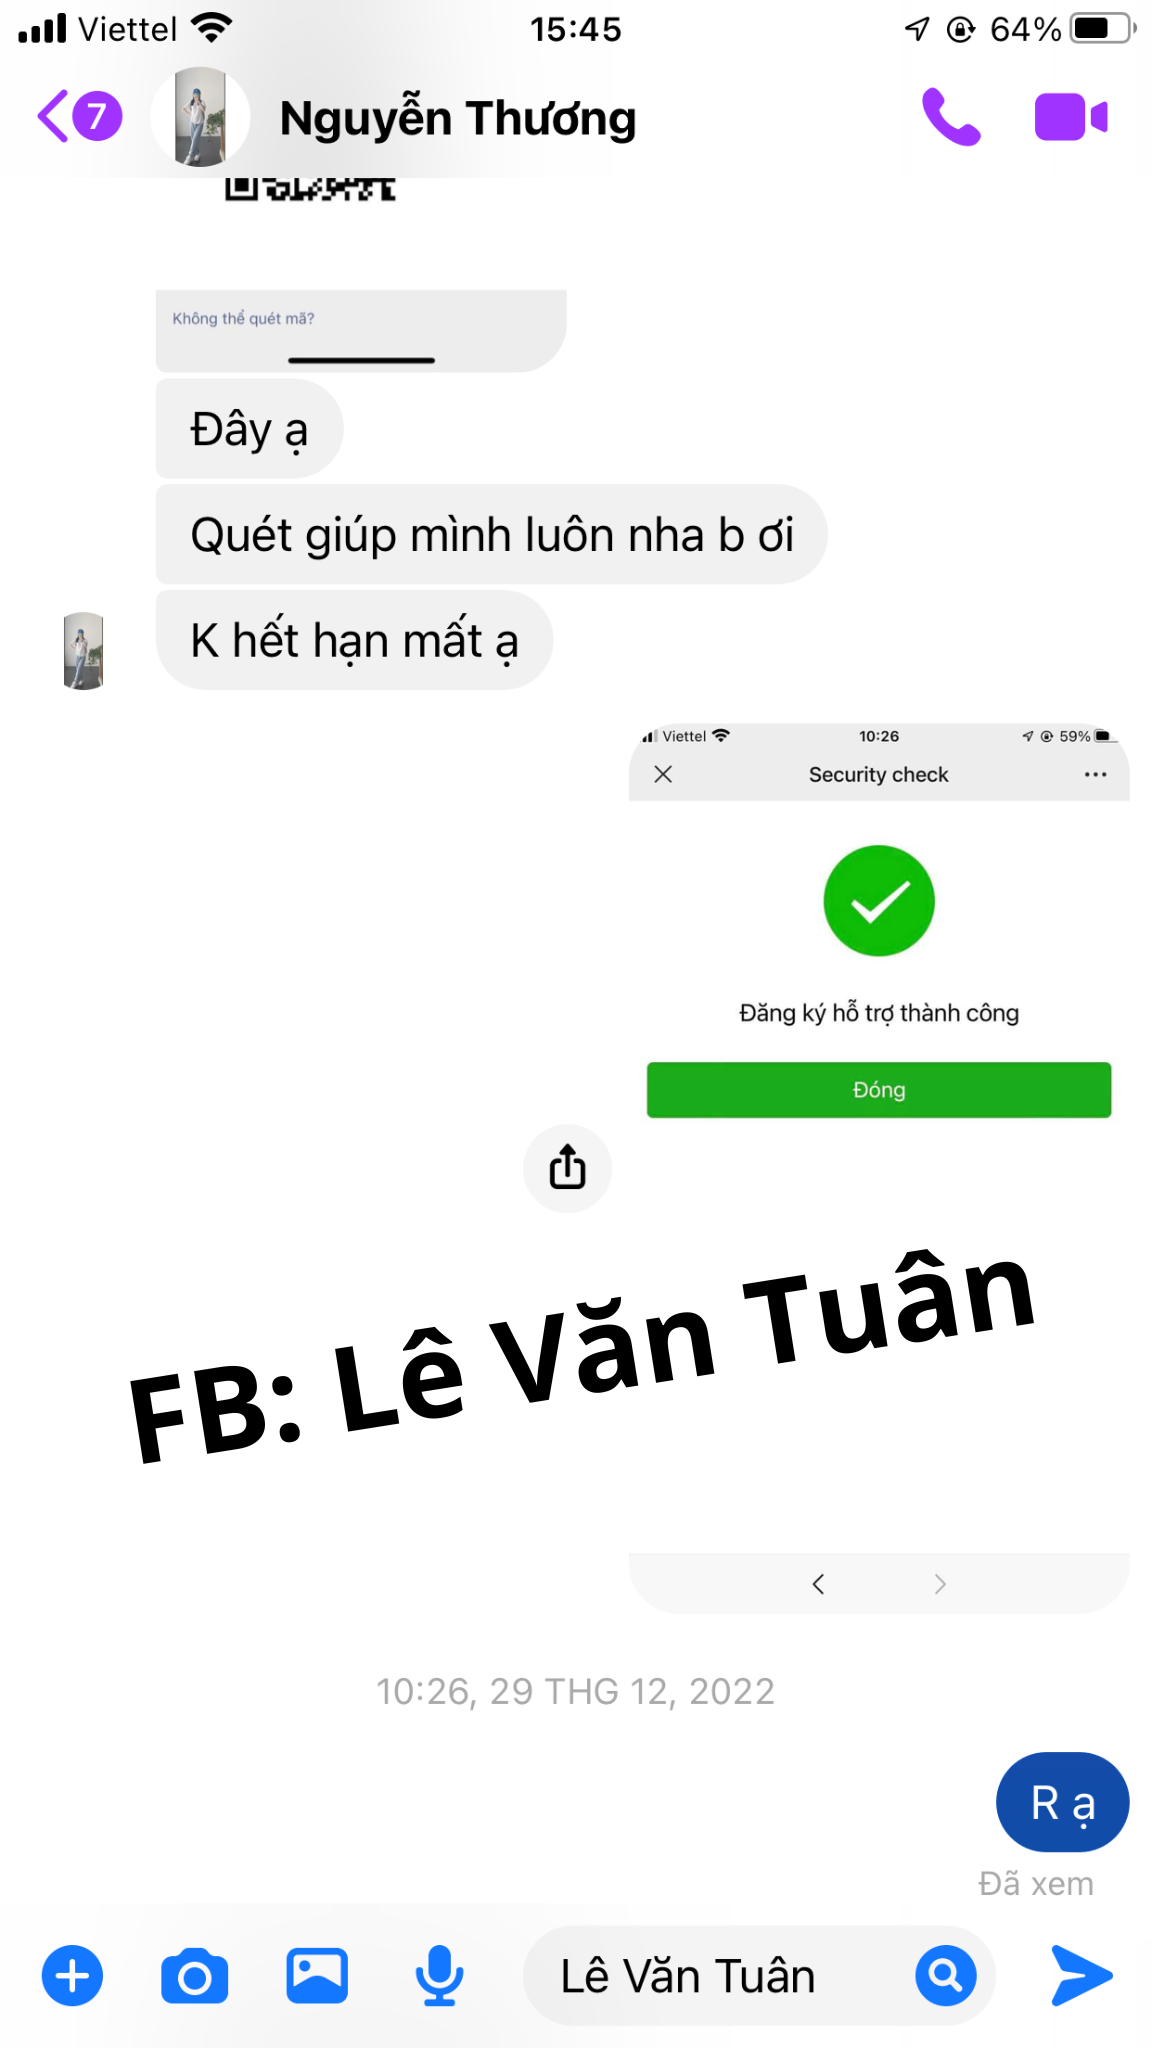 Viettel 15:45 64%
7 Nguyễn Thương
Không thể quét mã?
Đây ạ
Quét giúp mình luôn nha b ơi
K hết hạn mất ạ
Viettel 10:26 59%
Security check
Đăng ký hỗ trợ thành công
Đóng
FB: Lê Văn Tuân
10:26, 29 THG 12, 2022
R ạ
Đã xem
Lê Văn Tuân